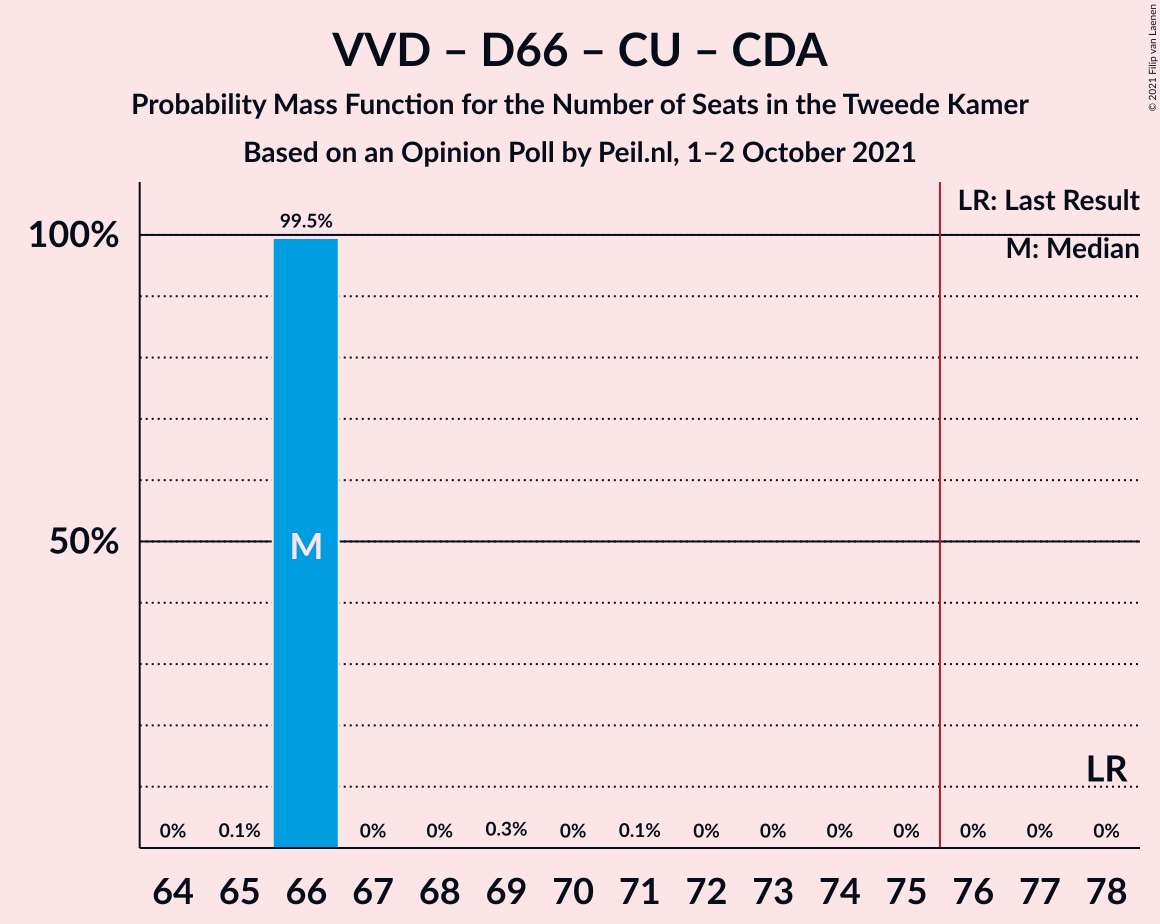 VVD – D66 – CU – CDA
Probability Mass Function for the Number of Seats in the Tweede Kamer
Based on an Opinion Poll by Peil.nl, 1–2 October 2021
© 2021 Filip van Laenen
LR: Last Result
M: Median
100%
50%
99.5%
M
LR
0% 0.1% 0% 0% 0.3% 0% 0.1% 0% 0% 0% 0% 0% 0% 0%
64 65 66 67 68 69 70 71 72 73 74 75 76 77 78